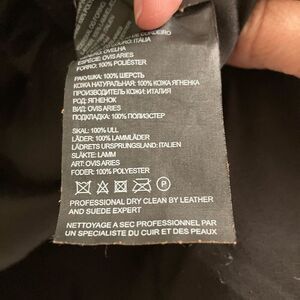 ESPÉCIE: OVIS ARIES
FORRO: 100% POLIÉSTER
РАКУШКА: 100% ШЕРСТЬ
КОЖА НАТУРАЛЬНАЯ: 100% КОЖА ЯГНЕНКА
ПРОИЗВОДИТЕЛЬ КОЖИ: ИТАЛИЯ
РОД: ЯГНЕНОК
ВИД: OVIS ARIES
ПОДКЛАДКА: 100% ПОЛИЭСТЕР
SKAL: 100% ULL
LÄDER: 100% LAMMLÄDER
LÄDRETS URSPRUNGSLAND: ITALIEN
SLÄKTE: LAMM
ART: OVIS ARIES
FODER: 100% POLYESTER
P
PROFESSIONAL DRY CLEAN BY LEATHER
AND SUEDE EXPERT
NETTOYAGE A SEC PROFESSIONNEL PAR
UN SPECIALISTE DU CUIR ET DES PEAUX